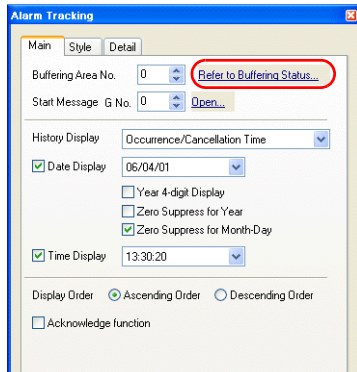 Alarm Tracking
Main Style Detail
Buffering Area No. 0 Refer to Buffering Status...
Start Message G No. 0 Open...
History Display Occurrence/Cancellation Time
Date Display 06/04/01
Year 4-digit Display
Zero Suppress for Year
Zero Suppress for Month-Day
Time Display 13:30:20
Display Order Ascending Order Descending Order
Acknowledge function